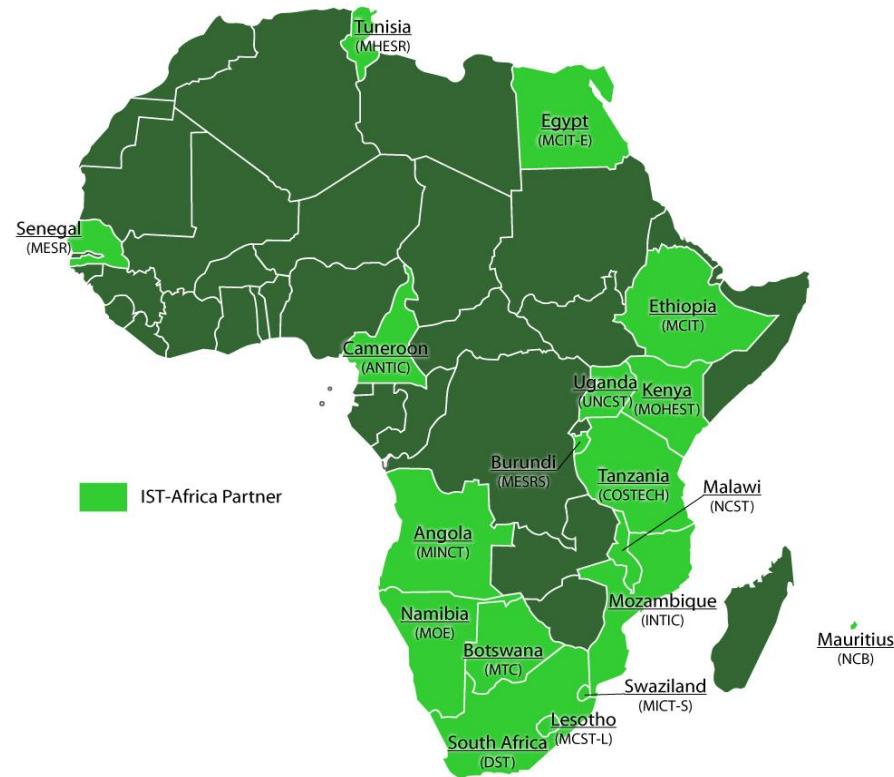 Tunisia
(MHESR)
Egypt
(MCIT-E)
Senegal
(MESR)
Ethiopia
(MCIT)
Cameroon
(ANTIC)
Uganda
(UNCST)
Kenya
(MOHEST)
Burundi
(MESRS)
Tanzania
(COSTECH)
Malawi
(NCST)
IST-Africa Partner
Angola
(MINCT)
Namibia
(MOE)
Mozambique
(INTIC)
Mauritius
(NCB)
Botswana
(MTC)
Swaziland
(MICT-S)
Lesotho
(MCST-L)
South Africa
(DST)